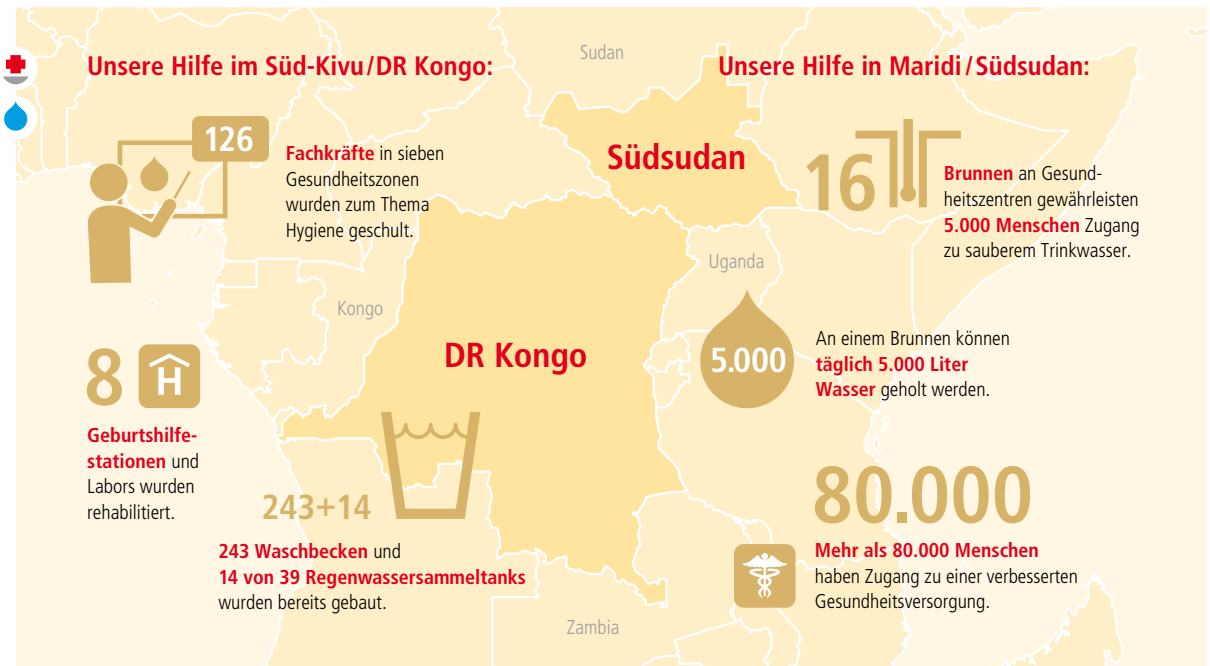 Unsere Hilfe im Süd-Kivu/DR Kongo:
126
Fachkräfte in sieben
Gesundheitszonen
wurden zum Thema
Hygiene geschult.
8
H
Geburtshilfe-
stationen und
Labors wurden
rehabilitiert.
243+14
243 Waschbecken und
14 von 39 Regenwassersammeltanks
wurden bereits gebaut.
Sudan
Südsudan
Uganda
Kongo
DR Kongo
Zambia
Unsere Hilfe in Maridi/Südsudan:
16
Brunnen an Gesund-
heitszentren gewährleisten
5.000 Menschen Zugang
zu sauberem Trinkwasser.
5.000
An einem Brunnen können
täglich 5.000 Liter
Wasser geholt werden.
80.000
Mehr als 80.000 Menschen
haben Zugang zu einer verbesserten
Gesundheitsversorgung.